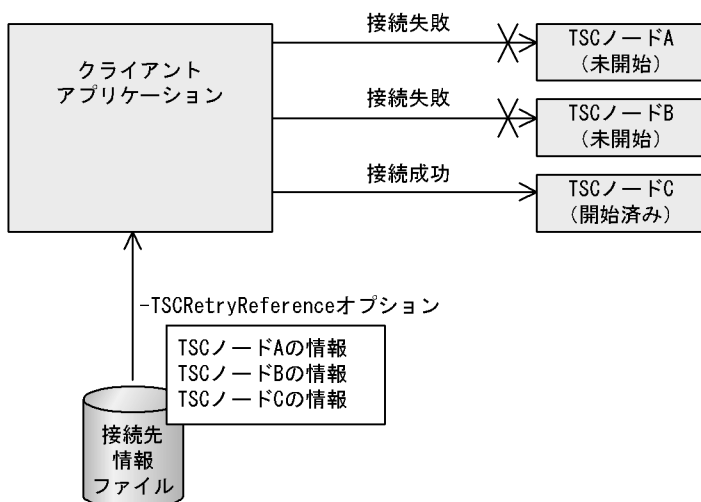 クライアント
アプリケーション
接続失敗
TSCノードA
(未開始)
接続失敗
TSCノードB
(未開始)
接続成功
TSCノードC
(開始済み)
-TSCRetryReferenceオプション
TSCノードAの情報
TSCノードBの情報
TSCノードCの情報
接続先
情報
ファイル